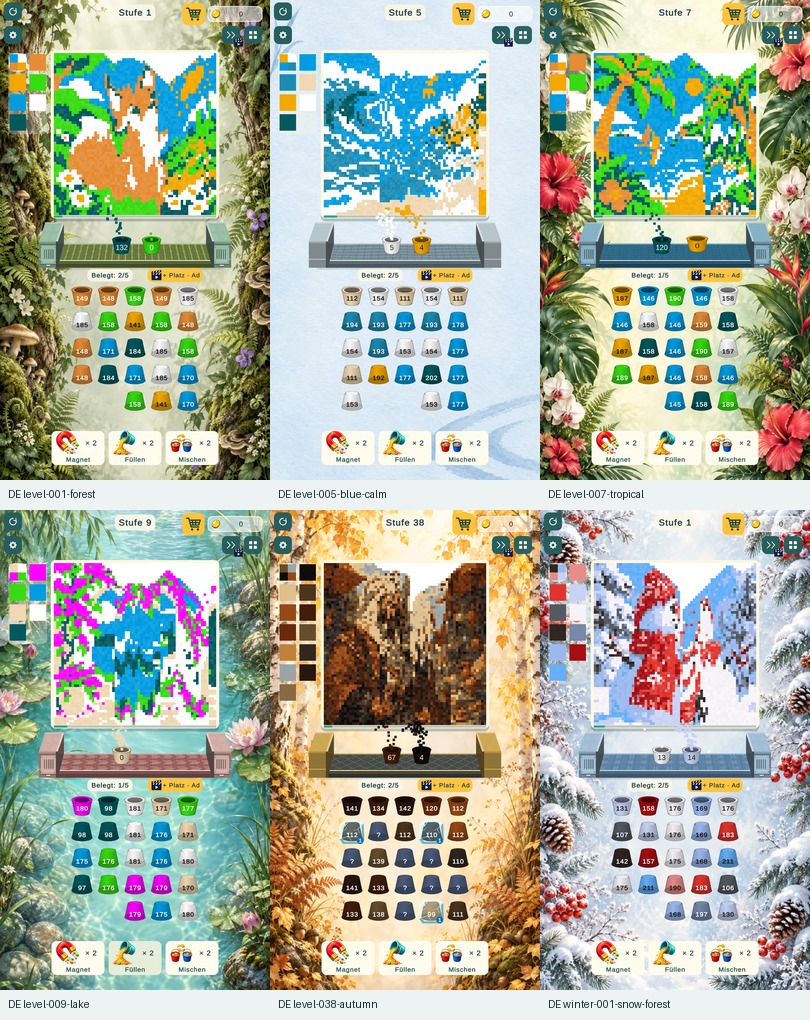 Stufe 1
0
132
0
Belegt: 2/5
+ Platz · Ad
149 148 158 149 185
185 158 141 158 148
148 171 184 185 158
148 184 171 185 170
158 141 170
× 2
× 2
× 2
Magnet
Füllen
Mischen
DE level-001-forest
Stufe 5
0
5
4
Belegt: 2/5
+ Platz · Ad
112 154 111 154 111
194 193 177 193 178
154 193 153 154 177
111 192 177 202 177
153 153 177
× 2
× 2
× 2
Magnet
Füllen
Mischen
DE level-005-blue-calm
Stufe 7
0
120
0
Belegt: 1/5
+ Platz · Ad
187 146 190 146 158
146 158 146 159 158
187 158 146 190 157
189 187 146 158 146
145 158 189
× 2
× 2
× 2
Magnet
Füllen
Mischen
DE level-007-tropical
Stufe 9
0
0
Belegt: 1/5
+ Platz · Ad
180 98 181 171 177
98 98 181 176 171
175 176 181 176 180
97 176 179 179 170
179 175 180
× 2
× 2
× 2
Magnet
Füllen
Mischen
DE level-009-lake
Stufe 38
0
67
4
Belegt: 2/5
+ Platz · Ad
141 134 142 120 112
112 ? 112 110 112
? 139 ? ? 110
141 133 ? ? ?
133 138 ? 99 111
× 2
× 2
× 2
Magnet
Füllen
Mischen
DE level-038-autumn
Stufe 1
0
13
14
Belegt: 2/5
+ Platz · Ad
131 158 176 169 176
107 131 176 169 183
142 157 175 168 211
175 211 190 183 106
168 197 130
× 2
× 2
× 2
Magnet
Füllen
Mischen
DE winter-001-snow-forest